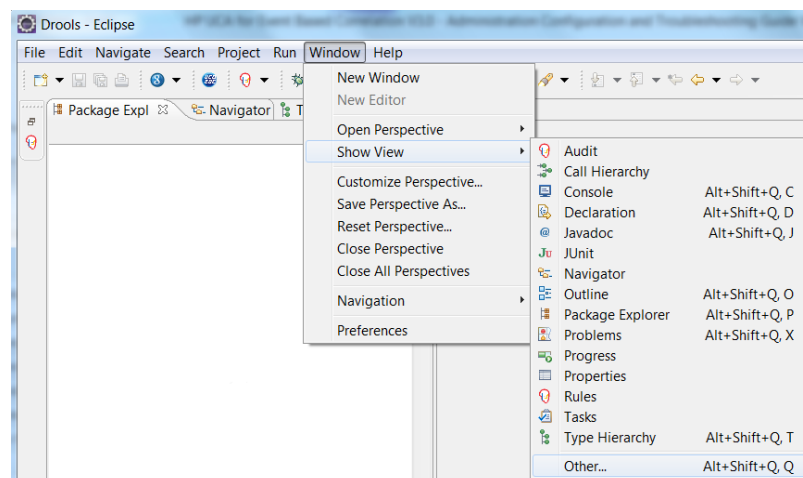 Drools - Eclipse
File Edit Navigate Search Project Run Window Help
Package Expl Navigator T
New Window
New Editor
Open Perspective
Show View
Customize Perspective...
Save Perspective As...
Reset Perspective...
Close Perspective
Close All Perspectives
Navigation
Preferences
Audit
Call Hierarchy
Console Alt+Shift+Q, C
Declaration Alt+Shift+Q, D
@ Javadoc Alt+Shift+Q, J
Ju JUnit
Navigator
Outline Alt+Shift+Q, O
Package Explorer Alt+Shift+Q, P
Problems Alt+Shift+Q, X
Progress
Properties
Rules
Tasks
Type Hierarchy Alt+Shift+Q, T
Other... Alt+Shift+Q, Q